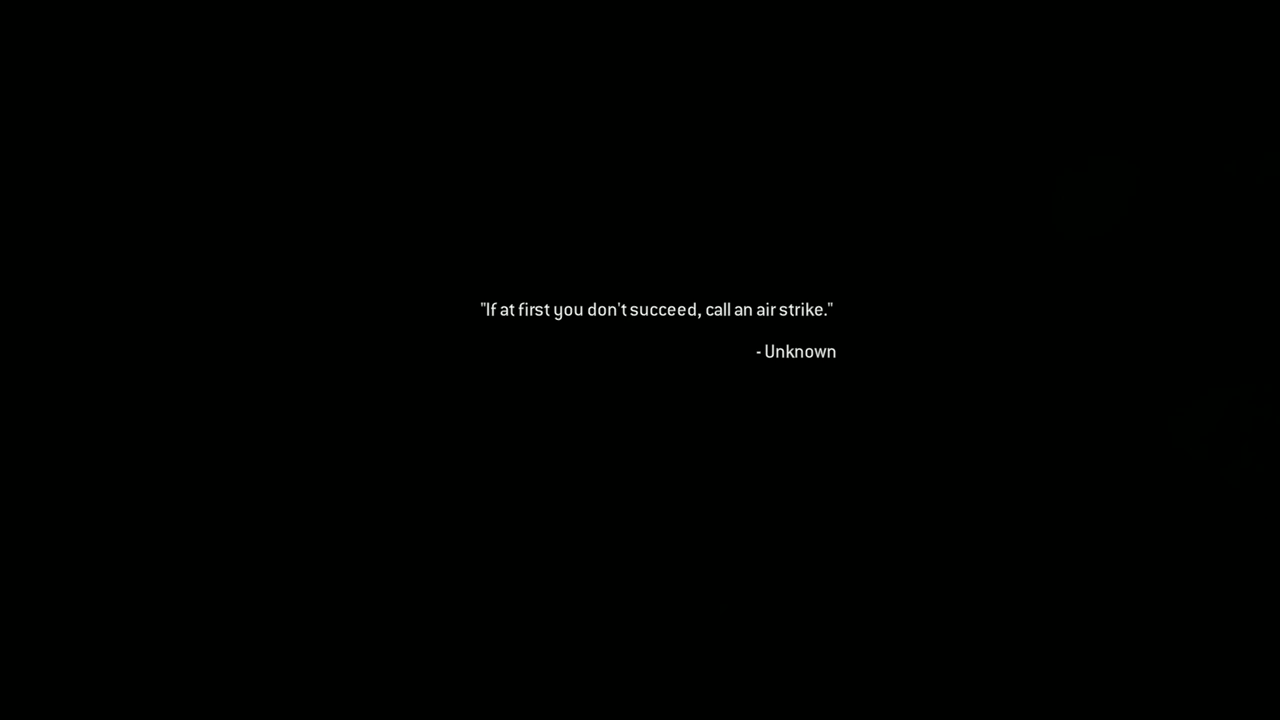 "If at first you don't succeed, call an air strike."
- Unknown